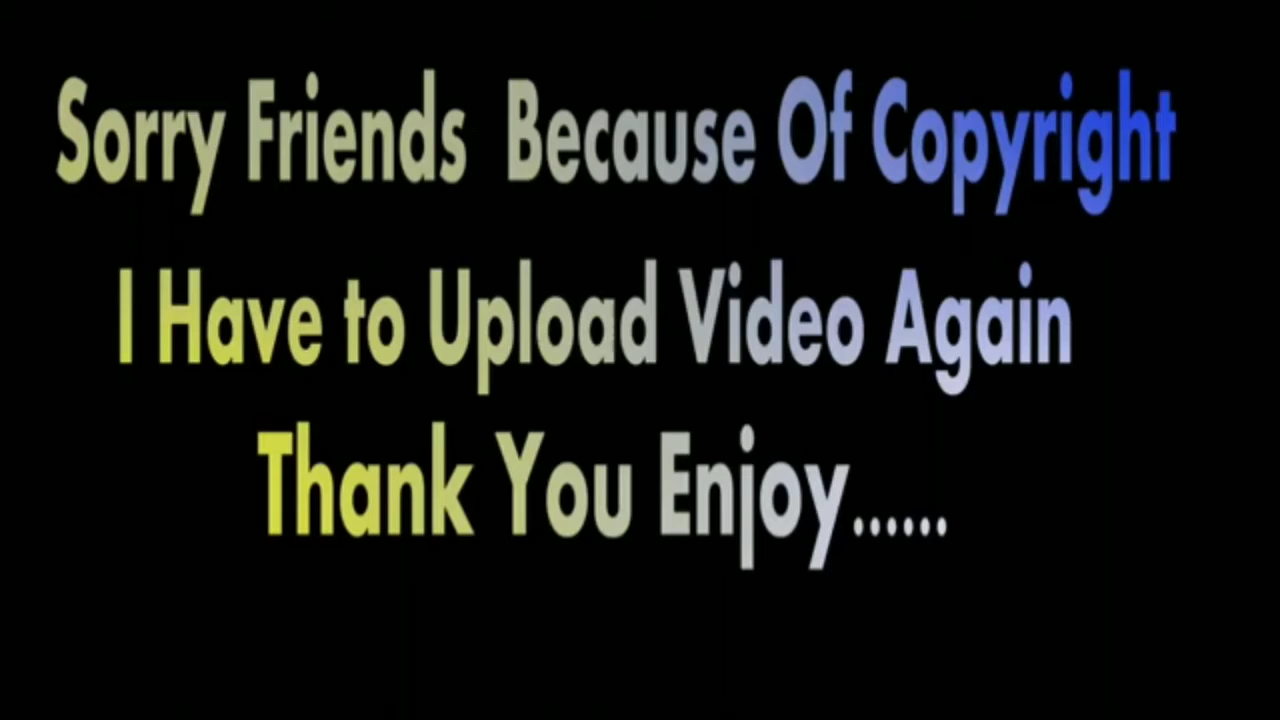 Sorry Friends  Because Of Copyright
I Have to Upload Video Again
Thank You Enjoy......